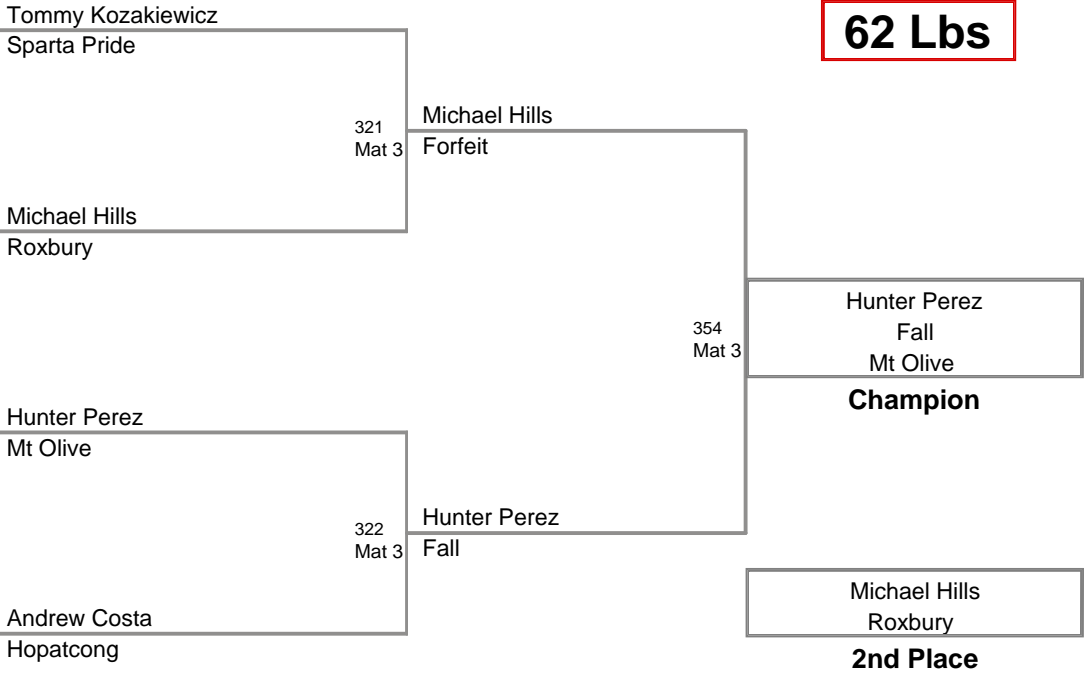 Tommy Kozakiewicz
Sparta Pride
62 Lbs
321
Mat 3
Michael Hills
Forfeit
Michael Hills
Roxbury
354
Mat 3
Hunter Perez
Fall
Mt Olive
Champion
Hunter Perez
Mt Olive
322
Mat 3
Hunter Perez
Fall
Andrew Costa
Hopatcong
Michael Hills
Roxbury
2nd Place